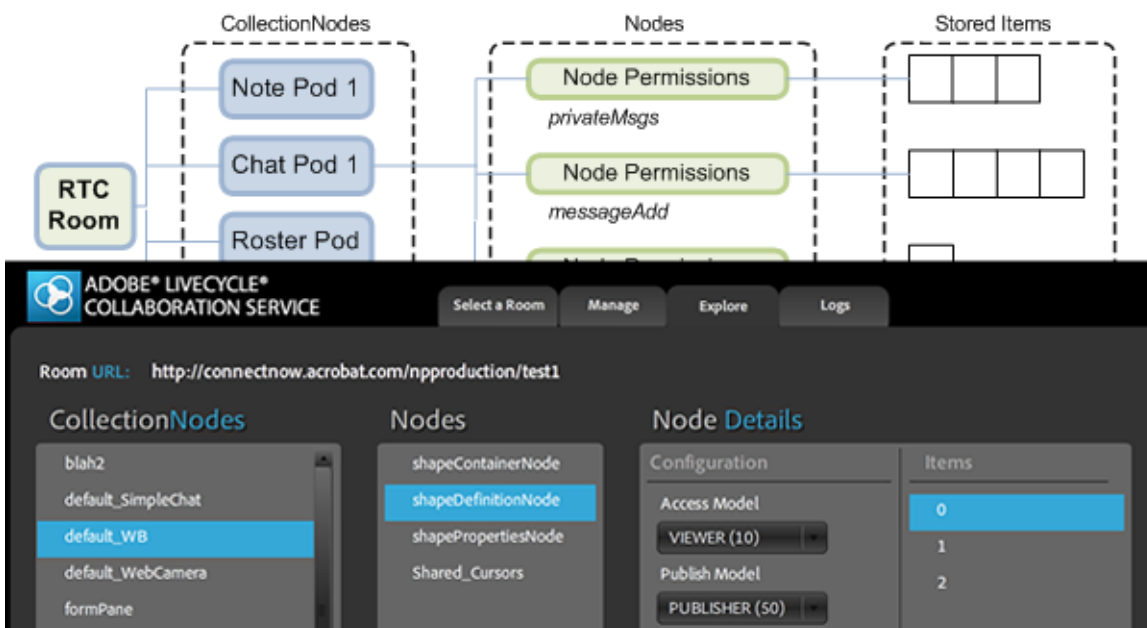 CollectionNodes
Nodes
Stored Items
Note Pod 1
Node Permissions
privateMsgs
Chat Pod 1
Node Permissions
messageAdd
RTC
Room
Roster Pod
ADOBE® LIVECYCLE®
COLLABORATION SERVICE
Select a Room
Manage
Explore
Logs
Room URL: http://connectnow.acrobat.com/npproduction/test1
CollectionNodes
blah2
default_SimpleChat
default_WB
default_WebCamera
formPane
Nodes
shapeContainerNode
shapeDefinitionNode
shapePropertiesNode
Shared_Cursors
Node Details
Configuration
Access Model
VIEWER (10)
Publish Model
PUBLISHER (50)
Items
0
1
2